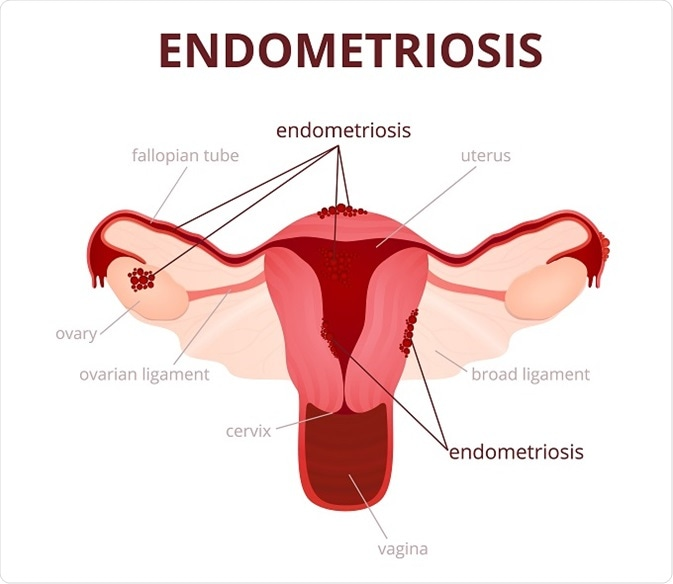 ENDOMETRIOSIS
endometriosis
fallopian tube
uterus
ovary
ovarian ligament
broad ligament
cervix
endometriosis
vagina